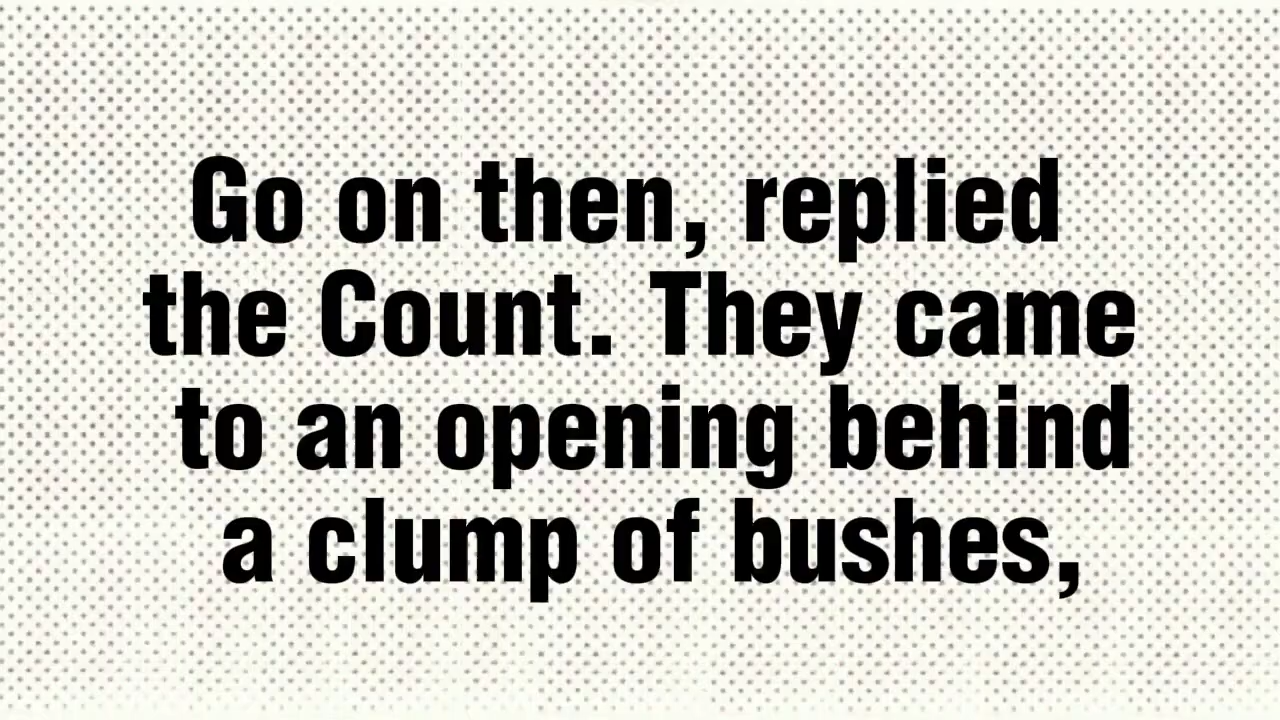 Go on then, replied
the Count. They came
to an opening behind
a clump of bushes,